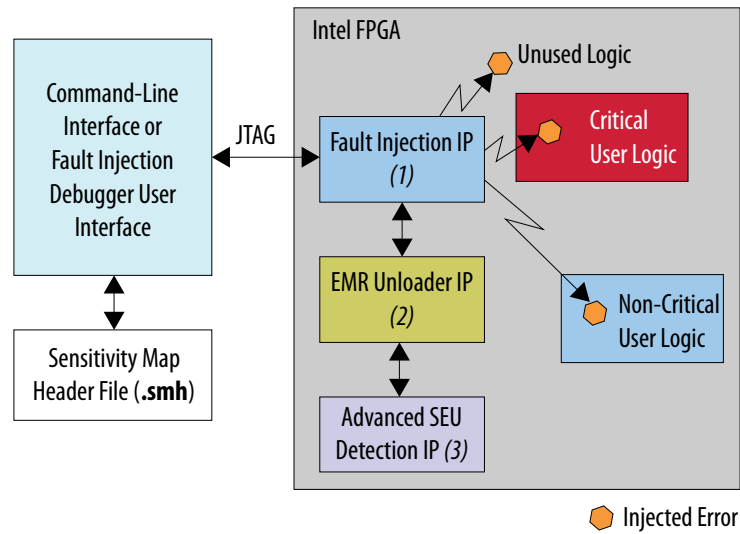 Intel FPGA
Command-Line
Interface or
Fault Injection
Debugger User
Interface
JTAG
Fault Injection IP
(1)
Unused Logic
Critical
User Logic
EMR Unloader IP
(2)
Non-Critical
User Logic
Sensitivity Map
Header File (.smh)
Advanced SEU
Detection IP (3)
Injected Error